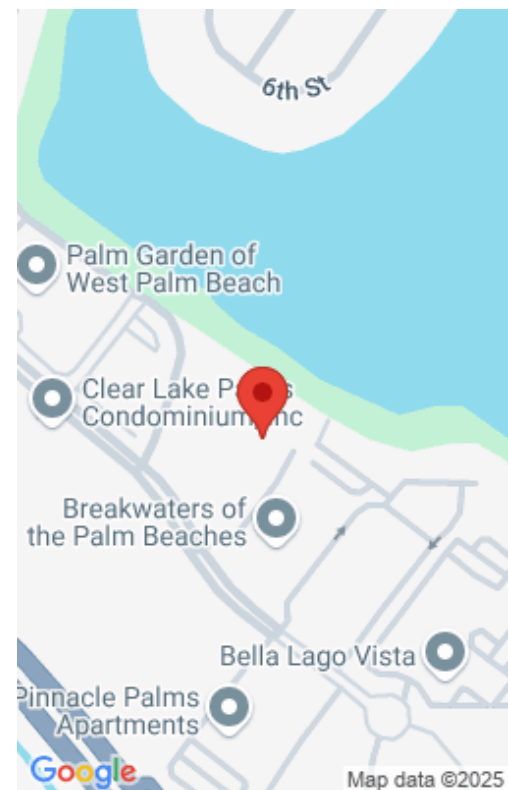 6th St
Palm Garden of
West Palm Beach
Clear Lake P s
Condominium, nc
Breakwaters of
the Palm Beaches
Bella Lago Vista
Pinnacle Palms
Apartments
Google
Map data ©2025